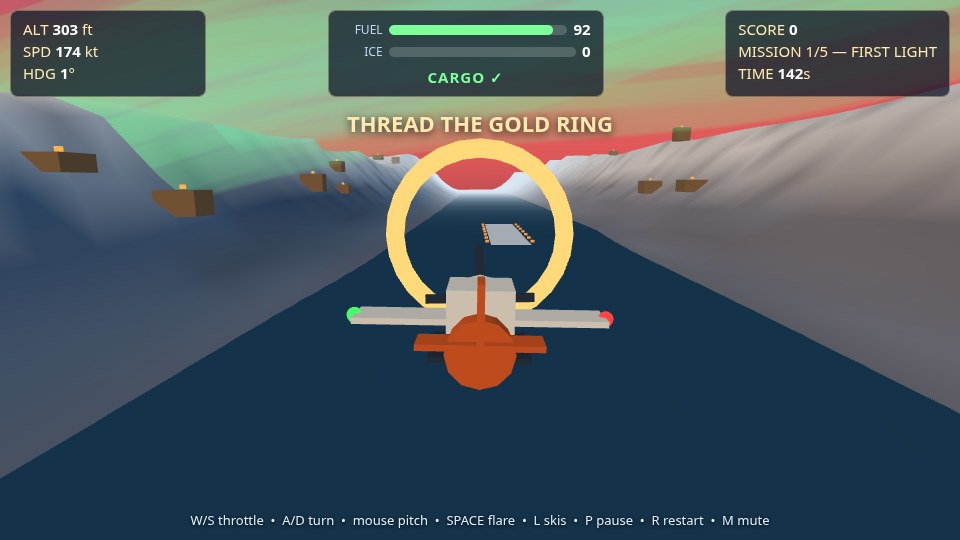 ALT 303 ft
SPD 174 kt
HDG 1°
FUEL 92
ICE 0
CARGO ✓
SCORE 0
MISSION 1/5 — FIRST LIGHT
TIME 142s
THREAD THE GOLD RING
W/S throttle • A/D turn • mouse pitch • SPACE flare • L skis • P pause • R restart • M mute